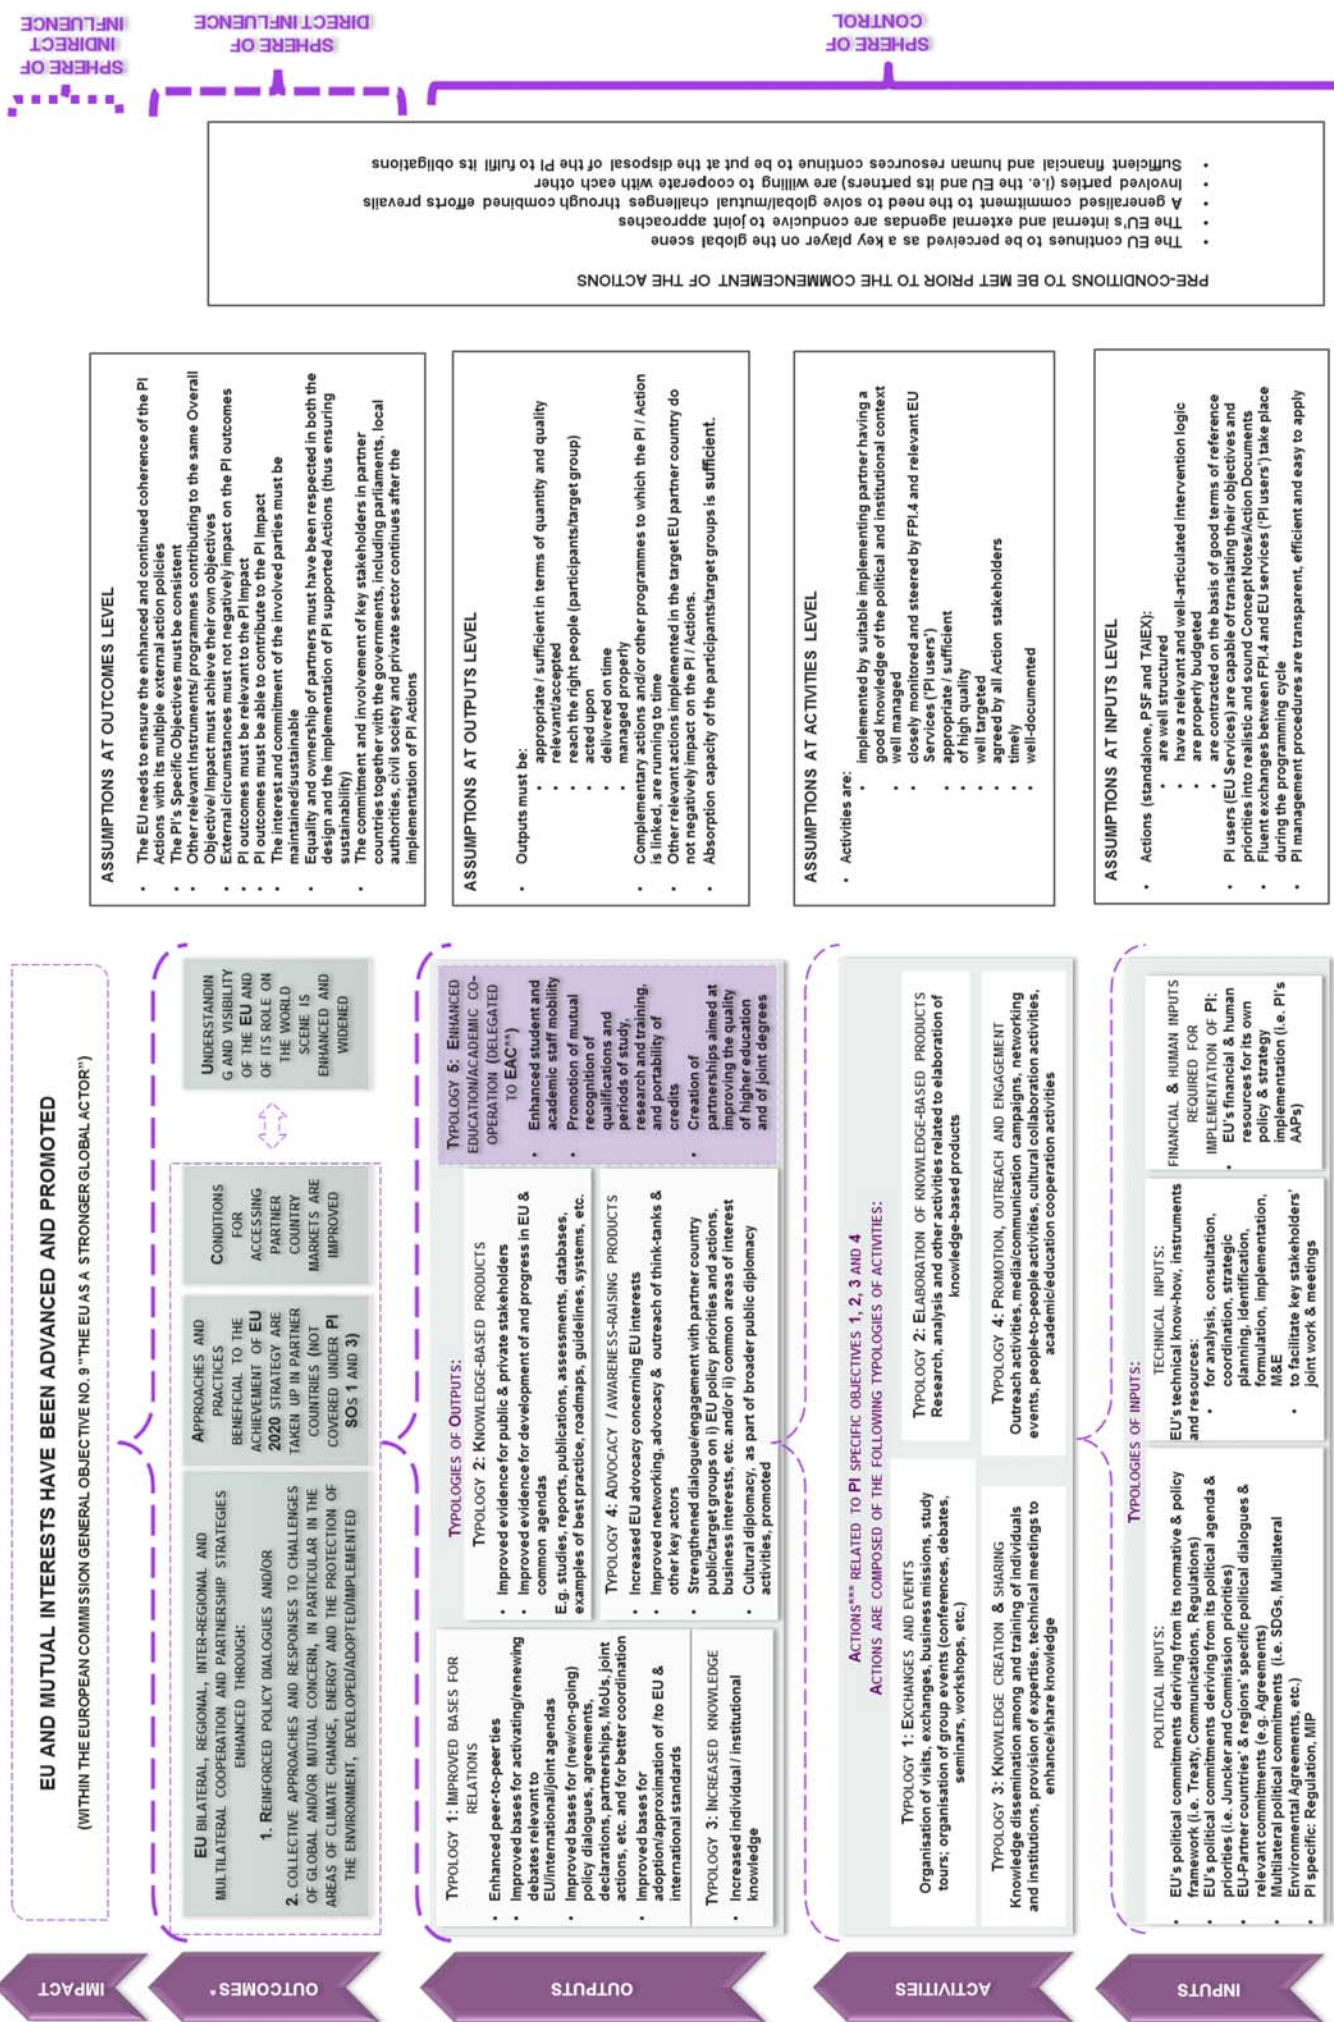 IMPACT
EU AND MUTUAL INTERESTS HAVE BEEN ADVANCED AND PROMOTED
(WITHIN THE EUROPEAN COMMISSION GENERAL OBJECTIVE NO. 9 "THE EU AS A STRONGER GLOBAL ACTOR")
SPHERE OF
INDIRECT
INFLUENCE
OUTCOMES*
EU BILATERAL, REGIONAL, INTER-REGIONAL AND
MULTILATERAL COOPERATION AND PARTNERSHIP STRATEGIES
ENHANCED THROUGH:
1. REINFORCED POLICY DIALOGUES AND/OR
2. COLLECTIVE APPROACHES AND RESPONSES TO CHALLENGES
OF GLOBAL AND/OR MUTUAL CONCERN, IN PARTICULAR IN THE
AREAS OF CLIMATE CHANGE, ENERGY AND THE PROTECTION OF
THE ENVIRONMENT, DEVELOPED/ADOPTED/IMPLEMENTED
APPROACHES AND
PRACTICES
BENEFICIAL TO THE
ACHIEVEMENT OF EU
2020 STRATEGY ARE
TAKEN UP IN PARTNER
COUNTRIES (NOT
COVERED UNDER PI
SOS 1 AND 3)
CONDITIONS
FOR
ACCESSING
PARTNER
COUNTRY
MARKETS ARE
IMPROVED
UNDERSTANDIN
G AND VISIBILITY
OF THE EU AND
OF ITS ROLE ON
THE WORLD
SCENE IS
ENHANCED AND
WIDENED
ASSUMPTIONS AT OUTCOMES LEVEL
• The EU needs to ensure the enhanced and continued coherence of the PI
Actions with its multiple external action policies
• The PI's Specific Objectives must be consistent
• Other relevant Instruments/ programmes contributing to the same Overall
Objective/ Impact must achieve their own objectives
• External circumstances must not negatively impact on the PI outcomes
• PI outcomes must be relevant to the PI Impact
• PI outcomes must be able to contribute to the PI Impact
• The interest and commitment of the involved parties must be
maintained/sustainable
• Equality and ownership of partners must have been respected in both the
design and the implementation of PI supported Actions (thus ensuring
sustainability)
• The commitment and involvement of key stakeholders in partner
countries together with the governments, including parliaments, local
authorities, civil society and private sector continues after the
implementation of PI Actions
SPHERE OF
DIRECT INFLUENCE
OUTPUTS
TYPOLOGIES OF OUTPUTS:
TYPOLOGY 1: IMPROVED BASES FOR
RELATIONS
• Enhanced peer-to-peer ties
• Improved bases for activating/renewing
debates relevant to
EU/international/joint agendas
• Improved bases for (new/on-going)
policy dialogues, agreements,
declarations, partnerships, MoUs, joint
actions, etc. and for better coordination
• Improved bases for
adoption/approximation of /to EU &
international standards
TYPOLOGY 3: INCREASED KNOWLEDGE
• Increased individual / institutional
knowledge
TYPOLOGY 2: KNOWLEDGE-BASED PRODUCTS
• Improved evidence for public & private stakeholders
• Improved evidence for development of and progress in EU &
common agendas
E.g. studies, reports, publications, assessments, databases,
examples of best practice, roadmaps, guidelines, systems, etc.
TYPOLOGY 4: ADVOCACY / AWARENESS-RAISING PRODUCTS
• Increased EU advocacy concerning EU interests
• Improved networking, advocacy & outreach of think-tanks &
other key actors
• Strengthened dialogue/engagement with partner country
public/target groups on i) EU policy priorities and actions,
business interests, etc. and/or ii) common areas of interest
• Cultural diplomacy, as part of broader public diplomacy
activities, promoted
TYPOLOGY 5: ENHANCED
EDUCATION/ACADEMIC CO-
OPERATION (DELEGATED
TO EAC**)
• Enhanced student and
academic staff mobility
• Promotion of mutual
recognition of
qualifications and
periods of study,
research and training,
and portability of
credits
• Creation of
partnerships aimed at
improving the quality
of higher education
and of joint degrees
ASSUMPTIONS AT OUTPUTS LEVEL
• Outputs must be:
• appropriate / sufficient in terms of quantity and quality
• relevant/accepted
• reach the right people (participants/target group)
• acted upon
• delivered on time
• managed properly
• Complementary actions and/or other programmes to which the PI / Action
is linked, are running to time
• Other relevant actions implemented in the target EU partner country do
not negatively impact on the PI / Actions.
• Absorption capacity of the participants/target groups is sufficient.
ACTIVITIES
ACTIONS*** RELATED TO PI SPECIFIC OBJECTIVES 1, 2, 3 AND 4
ACTIONS ARE COMPOSED OF THE FOLLOWING TYPOLOGIES OF ACTIVITIES:
TYPOLOGY 1: EXCHANGES AND EVENTS
Organisation of visits, exchanges, business missions, study
tours; organisation of group events (conferences, debates,
seminars, workshops, etc.)
TYPOLOGY 2: ELABORATION OF KNOWLEDGE-BASED PRODUCTS
Research, analysis and other activities related to elaboration of
knowledge-based products
TYPOLOGY 3: KNOWLEDGE CREATION & SHARING
Knowledge dissemination among and training of individuals
and institutions, provision of expertise, technical meetings to
enhance/share knowledge
TYPOLOGY 4: PROMOTION, OUTREACH AND ENGAGEMENT
Outreach activities, media/communication campaigns, networking
events, people-to-people activities, cultural collaboration activities,
academic/education cooperation activities
ASSUMPTIONS AT ACTIVITIES LEVEL
• Activities are:
• implemented by suitable implementing partner having a
good knowledge of the political and institutional context
• well managed
• closely monitored and steered by FPI.4 and relevant EU
Services ('PI users')
• appropriate / sufficient
• of high quality
• well targeted
• agreed by all Action stakeholders
• timely
• well-documented
INPUTS
TYPOLOGIES OF INPUTS:
POLITICAL INPUTS:
• EU's political commitments deriving from its normative & policy
framework (i.e. Treaty, Communications, Regulations)
• EU's political commitments deriving from its political agenda &
priorities (i.e. Juncker and Commission priorities)
• EU-Partner countries' & regions' specific political dialogues &
relevant commitments (e.g. Agreements)
• Multilateral political commitments (i.e. SDGs, Multilateral
Environmental Agreements, etc.)
• PI specific: Regulation, MIP
TECHNICAL INPUTS:
EU's technical know-how, instruments
and resources:
• for analysis, consultation,
coordination, strategic
planning, identification,
formulation, implementation,
M&E
• to facilitate key stakeholders'
joint work & meetings
FINANCIAL & HUMAN INPUTS
REQUIRED FOR
IMPLEMENTATION OF PI:
• EU's financial & human
resources for its own
policy & strategy
implementation (i.e. PI's
AAPs)
ASSUMPTIONS AT INPUTS LEVEL
• Actions (standalone, PSF and TAIEX):
• are well structured
• have a relevant and well-articulated intervention logic
• are properly budgeted
• are contracted on the basis of good terms of reference
• PI users (EU Services) are capable of translating their objectives and
priorities into realistic and sound Concept Notes/Action Documents
• Fluent exchanges between FPI.4 and EU services ('PI users') take place
during the programming cycle
• PI management procedures are transparent, efficient and easy to apply
SPHERE OF
CONTROL
PRE-CONDITIONS TO BE MET PRIOR TO THE COMMENCEMENT OF THE ACTIONS
• The EU continues to be perceived as a key player on the global scene
• The EU's internal and external agendas are conducive to joint approaches
• A generalised commitment to the need to solve global/mutual challenges through combined efforts prevails
• Involved parties (i.e. the EU and its partners) are willing to cooperate with each other
• Sufficient financial and human resources continue to be put at the disposal of the PI to fulfil its obligations